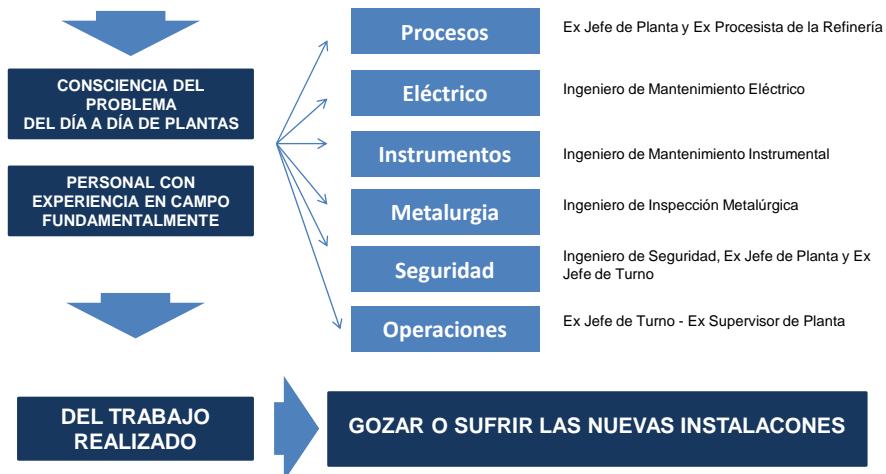 CONSCIENCIA DEL
PROBLEMA
DEL DÍA A DÍA DE PLANTAS
PERSONAL CON
EXPERIENCIA EN CAMPO
FUNDAMENTALMENTE
Procesos
Ex Jefe de Planta y Ex Procesista de la Refinería
Eléctrico
Ingeniero de Mantenimiento Eléctrico
Instrumentos
Ingeniero de Mantenimiento Instrumental
Metalurgia
Ingeniero de Inspección Metalúrgica
Seguridad
Ingeniero de Seguridad, Ex Jefe de Planta y Ex
Jefe de Turno
Operaciones
Ex Jefe de Turno - Ex Supervisor de Planta
DEL TRABAJO
REALIZADO
GOZAR O SUFRIR LAS NUEVAS INSTALACONES